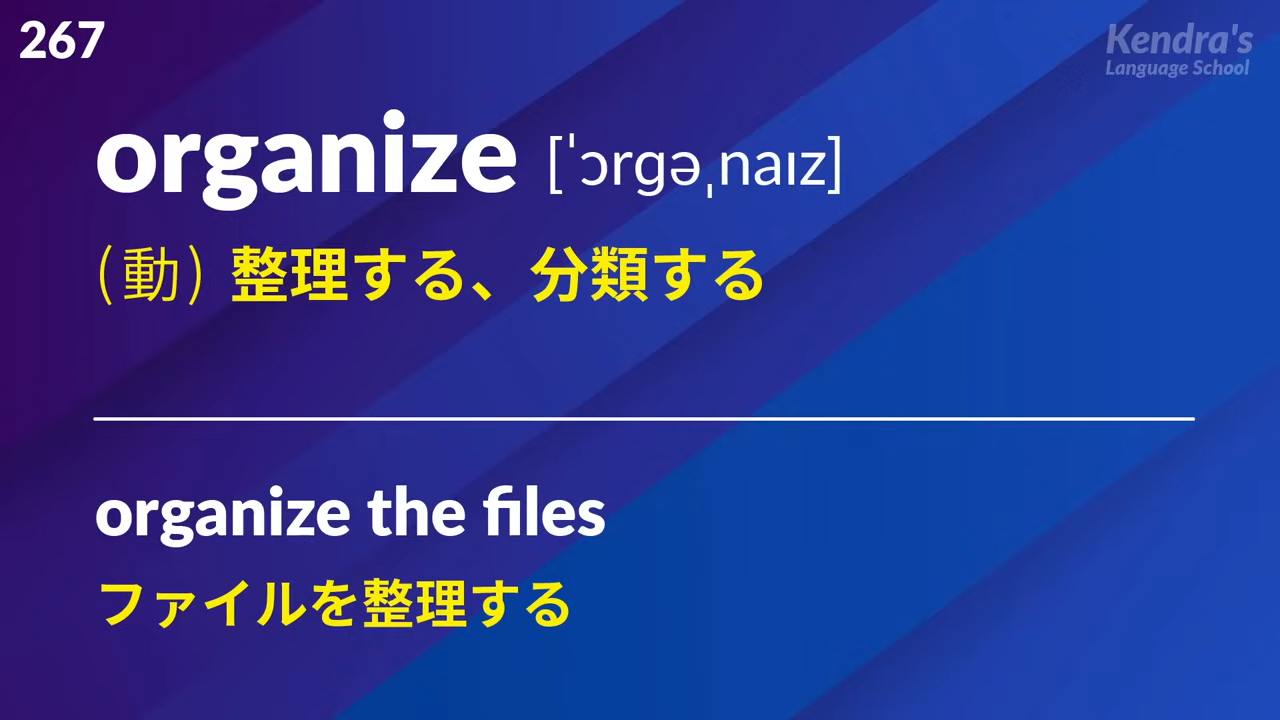 267
Kendra's
Language School
organize [ˈɔrgəˌnaɪz]
(動) 整理する、分類する
organize the files
ファイルを整理する